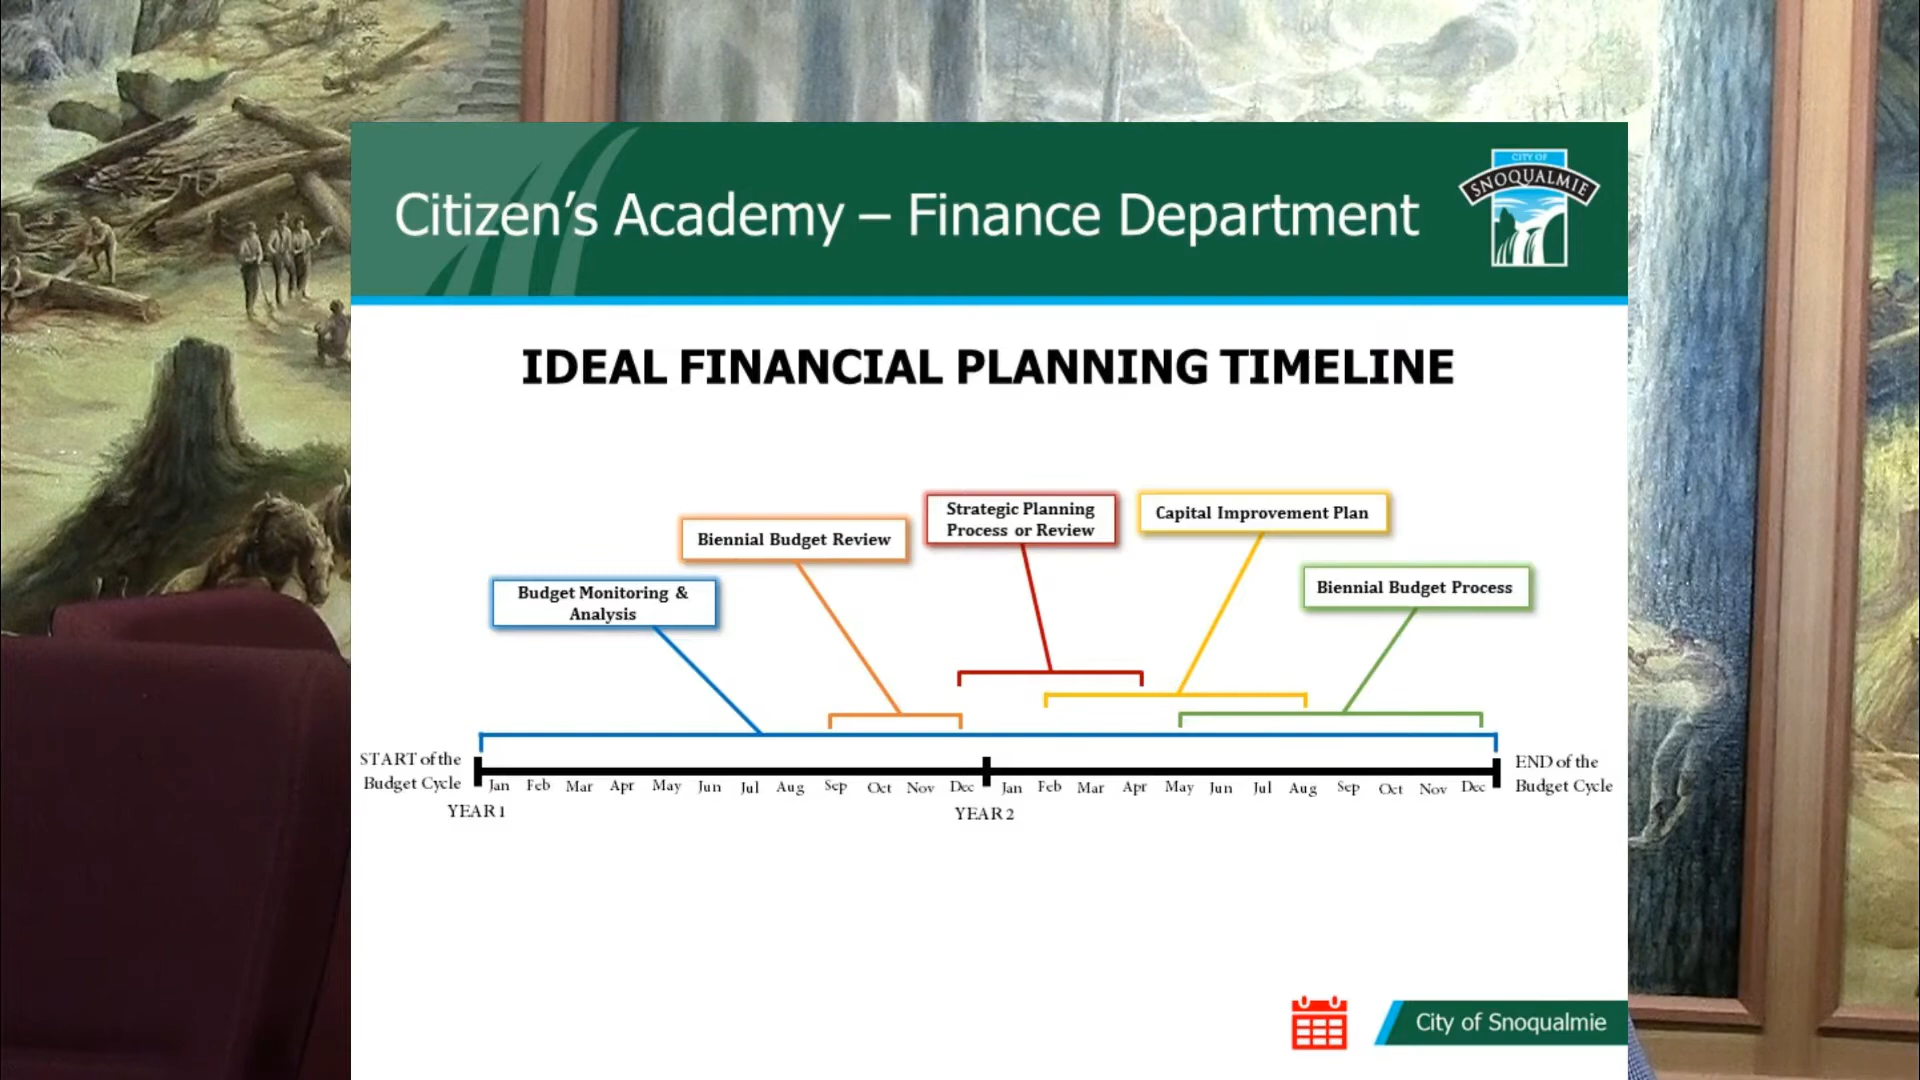 CITY OF
SNOQUALMIE
Citizen's Academy – Finance Department
IDEAL FINANCIAL PLANNING TIMELINE
Strategic Planning
Process or Review
Capital Improvement Plan
Biennial Budget Review
Biennial Budget Process
Budget Monitoring &
Analysis
START of the
Budget Cycle
END of the
Budget Cycle
Jan Feb Mar Apr May Jun Jul Aug Sep Oct Nov Dec Jan Feb Mar Apr May Jun Jul Aug Sep Oct Nov Dec
YEAR 1
YEAR 2
City of Snoqualmie